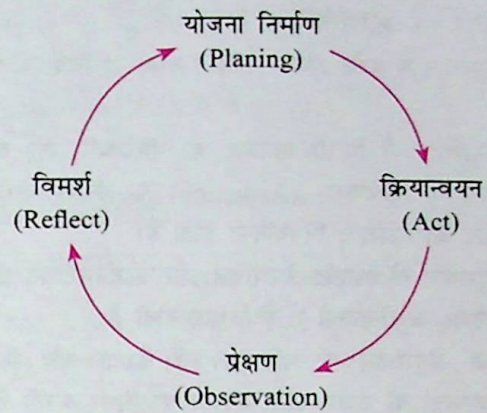 योजना निर्माण
(Planing)
क्रियान्वयन
(Act)
प्रेक्षण
(Observation)
विमर्श
(Reflect)